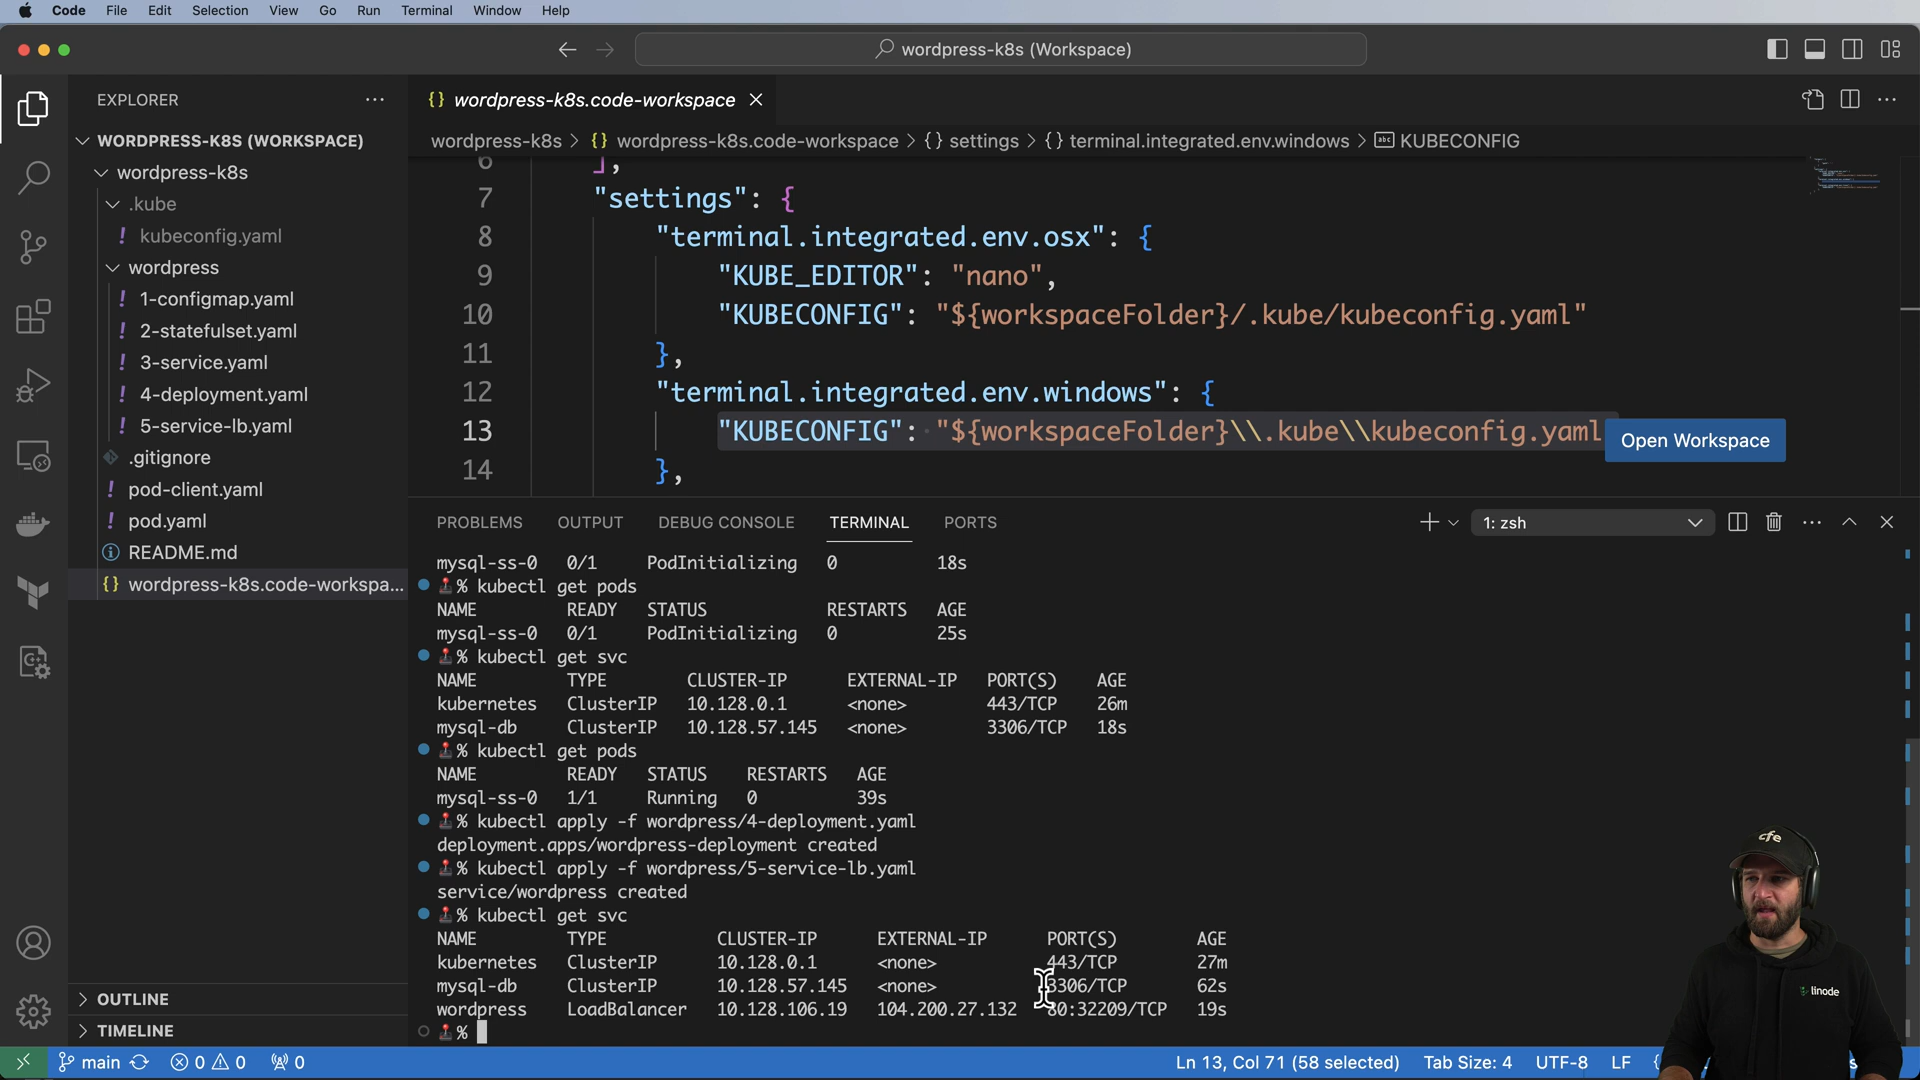 Code File Edit Selection View Go Run Terminal Window Help
wordpress-k8s (Workspace)
EXPLORER
WORDPRESS-K8S (WORKSPACE)
wordpress-k8s
.kube
kubeconfig.yaml
wordpress
1-configmap.yaml
2-statefulset.yaml
3-service.yaml
4-deployment.yaml
5-service-lb.yaml
.gitignore
pod-client.yaml
pod.yaml
README.md
wordpress-k8s.code-workspa...
OUTLINE
TIMELINE
wordpress-k8s.code-workspace
wordpress-k8s > {} wordpress-k8s.code-workspace > {} settings > {} terminal.integrated.env.windows > abc KUBECONFIG
6 ],
7 "settings": {
8 "terminal.integrated.env.osx": {
9 "KUBE_EDITOR": "nano",
10 "KUBECONFIG": "${workspaceFolder}/.kube/kubeconfig.yaml"
11 },
12 "terminal.integrated.env.windows": {
13 "KUBECONFIG": "${workspaceFolder}\\.kube\\kubeconfig.yaml
14 },
Open Workspace
PROBLEMS OUTPUT DEBUG CONSOLE TERMINAL PORTS
1: zsh
mysql-ss-0 0/1 PodInitializing 0 18s
% kubectl get pods
NAME READY STATUS RESTARTS AGE
mysql-ss-0 0/1 PodInitializing 0 25s
% kubectl get svc
NAME TYPE CLUSTER-IP EXTERNAL-IP PORT(S) AGE
kubernetes ClusterIP 10.128.0.1 <none> 443/TCP 26m
mysql-db ClusterIP 10.128.57.145 <none> 3306/TCP 18s
% kubectl get pods
NAME READY STATUS RESTARTS AGE
mysql-ss-0 1/1 Running 0 39s
% kubectl apply -f wordpress/4-deployment.yaml
deployment.apps/wordpress-deployment created
% kubectl apply -f wordpress/5-service-lb.yaml
service/wordpress created
% kubectl get svc
NAME TYPE CLUSTER-IP EXTERNAL-IP PORT(S) AGE
kubernetes ClusterIP 10.128.0.1 <none> 443/TCP 27m
mysql-db ClusterIP 10.128.57.145 <none> 3306/TCP 62s
wordpress LoadBalancer 10.128.106.19 104.200.27.132 80:32209/TCP 19s
%
cfe
linode
main 0 0 0
Ln 13, Col 71 (58 selected) Tab Size: 4 UTF-8 LF {